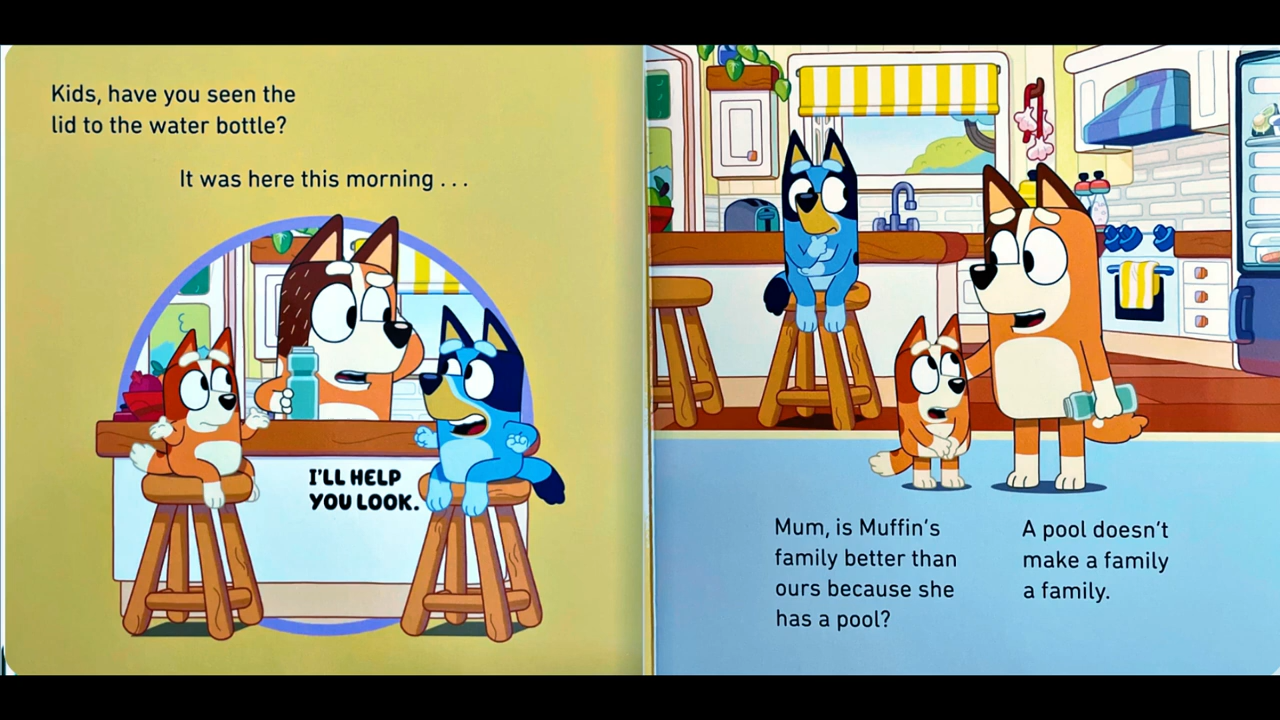 Kids, have you seen the
lid to the water bottle?
It was here this morning . . .
I'LL HELP
YOU LOOK.
Mum, is Muffin's
family better than
ours because she
has a pool?
A pool doesn't
make a family
a family.